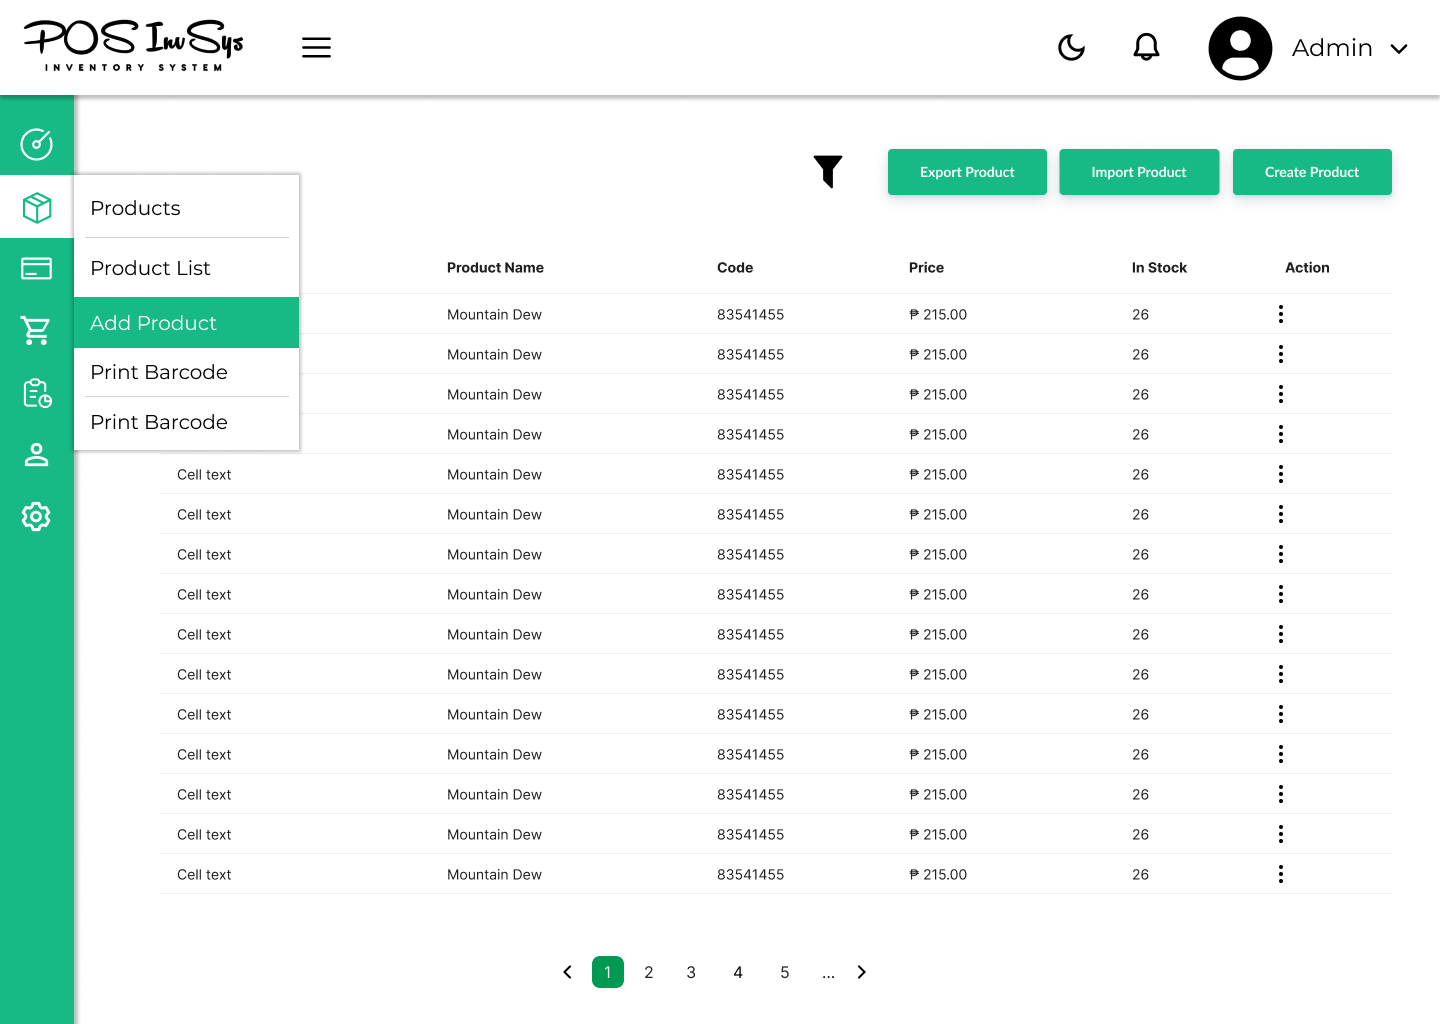 POS InvSys
INVENTORY SYSTEM
Admin
Export Product Import Product Create Product
Products
Product List
Add Product
Print Barcode
Print Barcode
Product Name Code Price In Stock Action
Mountain Dew 83541455 ₱ 215.00 26
Mountain Dew 83541455 ₱ 215.00 26
Mountain Dew 83541455 ₱ 215.00 26
Mountain Dew 83541455 ₱ 215.00 26
Cell text Mountain Dew 83541455 ₱ 215.00 26
Cell text Mountain Dew 83541455 ₱ 215.00 26
Cell text Mountain Dew 83541455 ₱ 215.00 26
Cell text Mountain Dew 83541455 ₱ 215.00 26
Cell text Mountain Dew 83541455 ₱ 215.00 26
Cell text Mountain Dew 83541455 ₱ 215.00 26
Cell text Mountain Dew 83541455 ₱ 215.00 26
Cell text Mountain Dew 83541455 ₱ 215.00 26
Cell text Mountain Dew 83541455 ₱ 215.00 26
Cell text Mountain Dew 83541455 ₱ 215.00 26
Cell text Mountain Dew 83541455 ₱ 215.00 26
1 2 3 4 5 ...